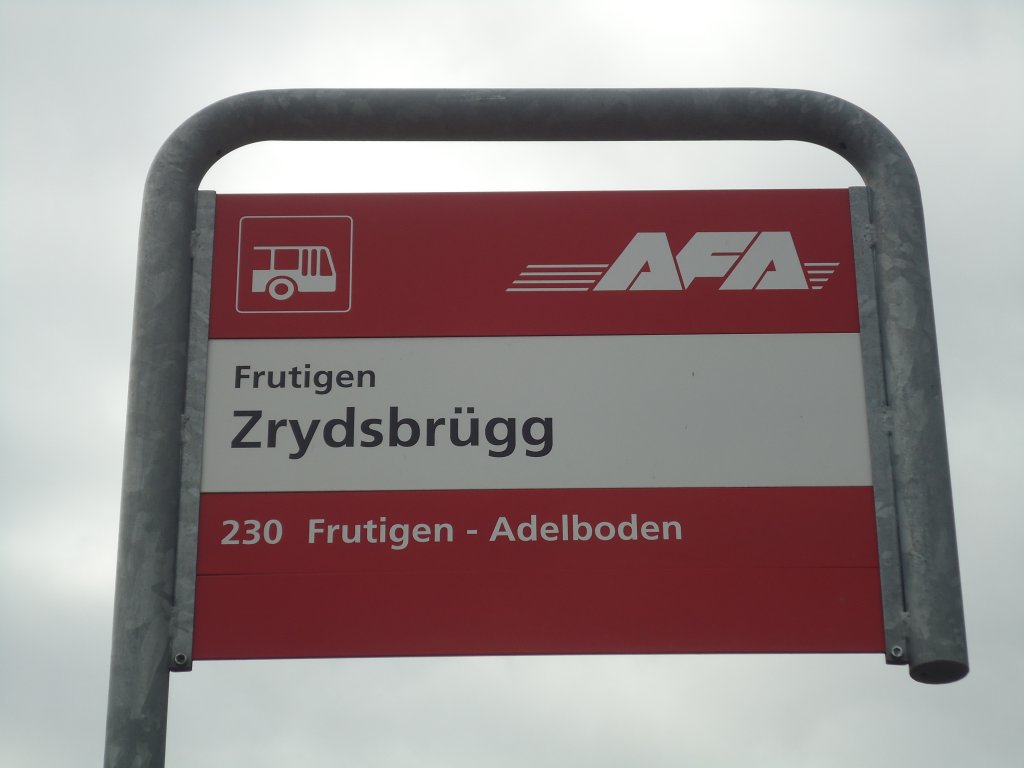 AFA
Frutigen
Zrydsbrügg
230 Frutigen - Adelboden